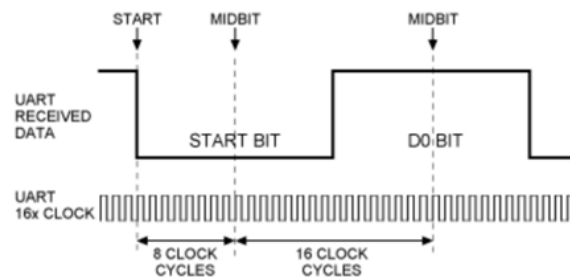 START MIDBIT MIDBIT
UART
RECEIVED
DATA
START BIT D0 BIT
UART
16x CLOCK
8 CLOCK
CYCLES
16 CLOCK
CYCLES